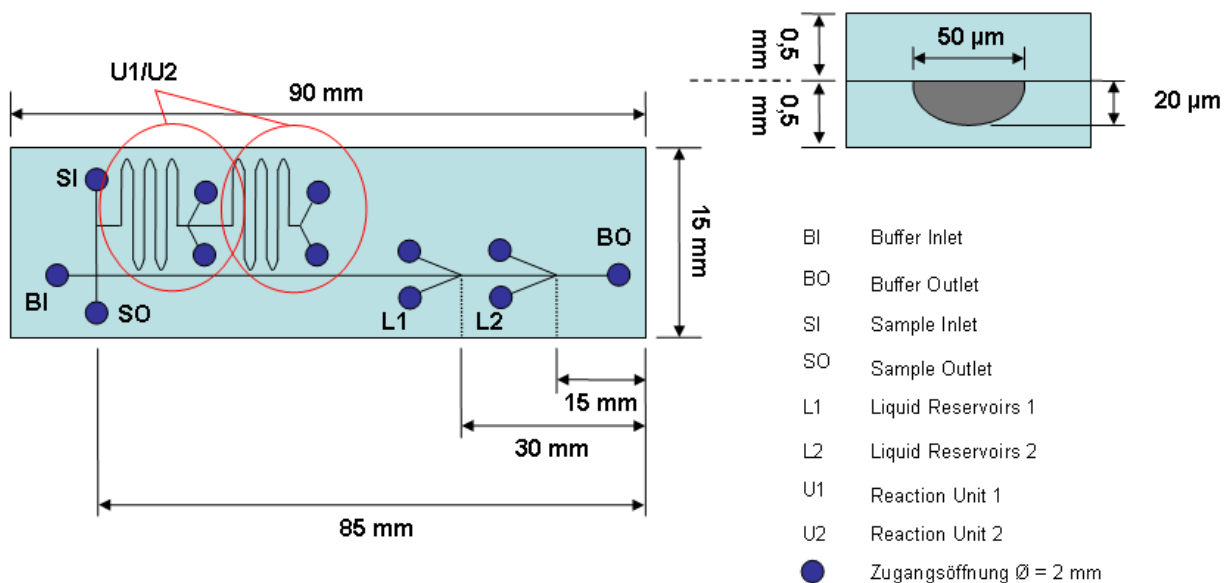 U1/U2
90 mm
SI
BI
SO
L1
L2
BO
15 mm
15 mm
30 mm
85 mm
0,5 mm
0,5 mm
50 µm
20 µm
BI Buffer Inlet
BO Buffer Outlet
SI Sample Inlet
SO Sample Outlet
L1 Liquid Reservoirs 1
L2 Liquid Reservoirs 2
U1 Reaction Unit 1
U2 Reaction Unit 2
Zugangsöffnung Ø = 2 mm